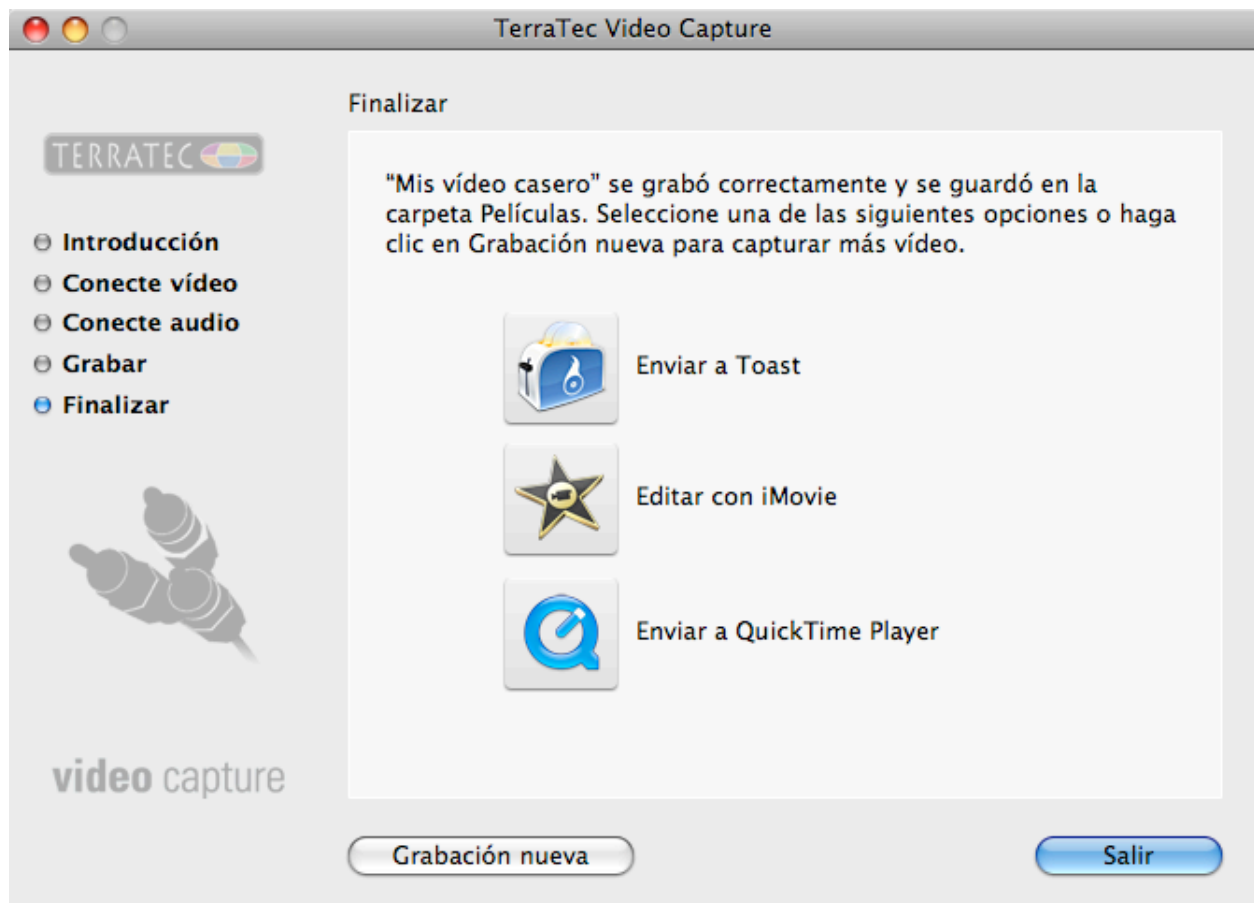 TerraTec Video Capture
TERRATEC
Introducción
Conecte vídeo
Conecte audio
Grabar
Finalizar
video capture
Finalizar
“Mis vídeo casero” se grabó correctamente y se guardó en la
carpeta Películas. Seleccione una de las siguientes opciones o haga
clic en Grabación nueva para capturar más vídeo.
Enviar a Toast
Editar con iMovie
Enviar a QuickTime Player
Grabación nueva
Salir